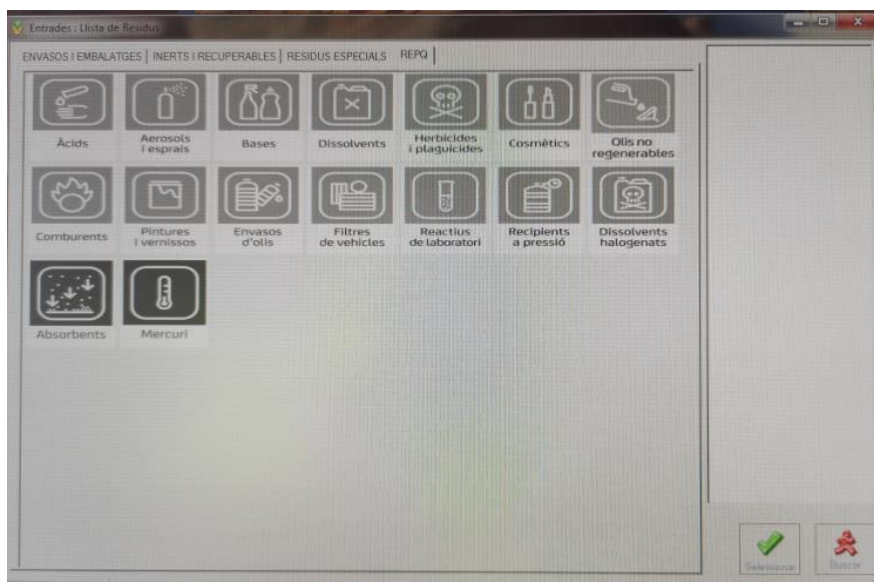 Entrades : Llista de Residus
ENVASOS I EMBALATGES | INERTS I RECUPERABLES | RESIDUS ESPECIALS REPQ |
Àcids
Aerosols
i esprais
Bases
Dissolvents
Herbicides
i plaguicides
Cosmètics
Olis no
regenerables
Comburents
Pintures
i vernissos
Envasos
d'olis
Filtres
de vehicles
Reactius
de laboratori
Recipients
a pressió
Dissolvents
halogenats
Absorbents
Mercuri
Seleccionar
Buscar